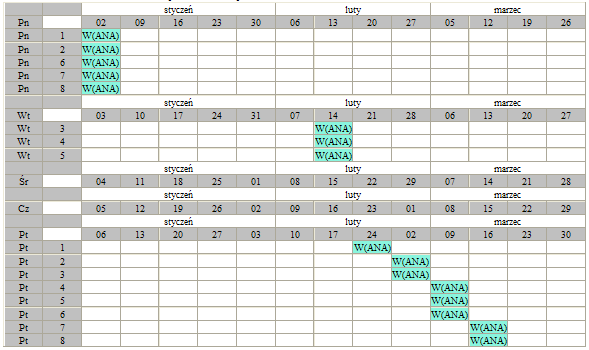 styczeń luty marzec
Pn 02 09 16 23 30 06 13 20 27 05 12 19 26
Pn 1 W(ANA)
Pn 2 W(ANA)
Pn 6 W(ANA)
Pn 7 W(ANA)
Pn 8 W(ANA)
styczeń luty marzec
Wt 03 10 17 24 31 07 14 21 28 06 13 20 27
Wt 3 W(ANA)
Wt 4 W(ANA)
Wt 5 W(ANA)
styczeń luty marzec
Śr 04 11 18 25 01 08 15 22 29 07 14 21 28
styczeń luty marzec
Cz 05 12 19 26 02 09 16 23 01 08 15 22 29
styczeń luty marzec
Pt 06 13 20 27 03 10 17 24 02 09 16 23 30
Pt 1 W(ANA)
Pt 2 W(ANA)
Pt 3 W(ANA)
Pt 4 W(ANA)
Pt 5 W(ANA)
Pt 6 W(ANA)
Pt 7 W(ANA)
Pt 8 W(ANA)